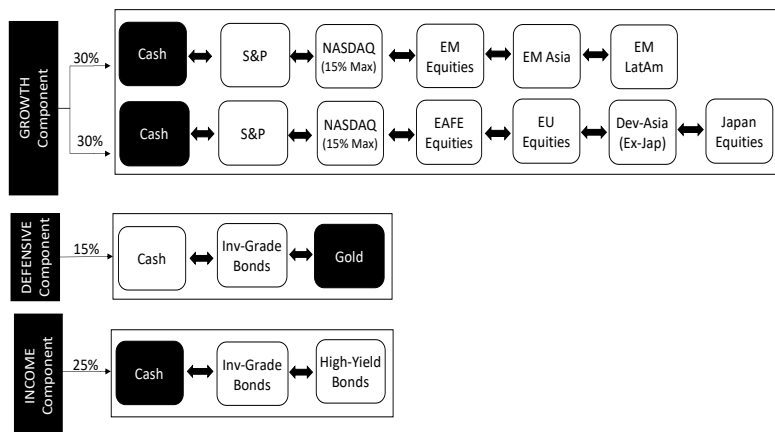 GROWTH
Component
30%
Cash
S&P
NASDAQ
(15% Max)
EM
Equities
EM Asia
EM
LatAm
30%
Cash
S&P
NASDAQ
(15% Max)
EAFE
Equities
EU
Equities
Dev-Asia
(Ex-Jap)
Japan
Equities
DEFENSIVE
Component
15%
Cash
Inv-Grade
Bonds
Gold
INCOME
Component
25%
Cash
Inv-Grade
Bonds
High-Yield
Bonds